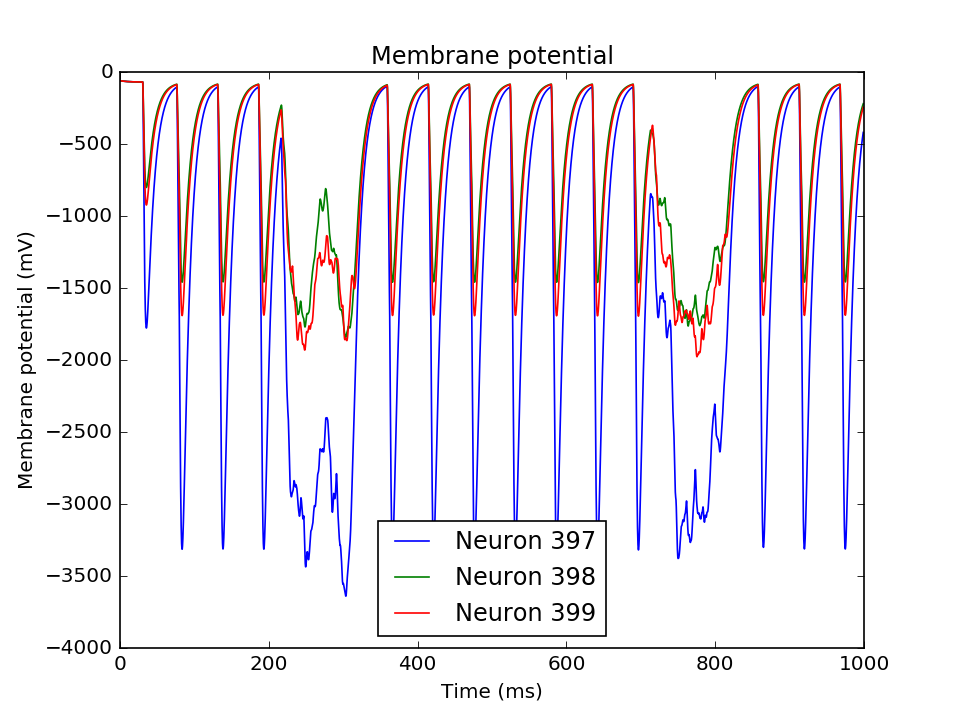 Membrane potential
Membrane potential (mV)
0
−500
−1000
−1500
−2000
−2500
−3000
−3500
−4000
Neuron 397
Neuron 398
Neuron 399
0 200 400 600 800 1000
Time (ms)